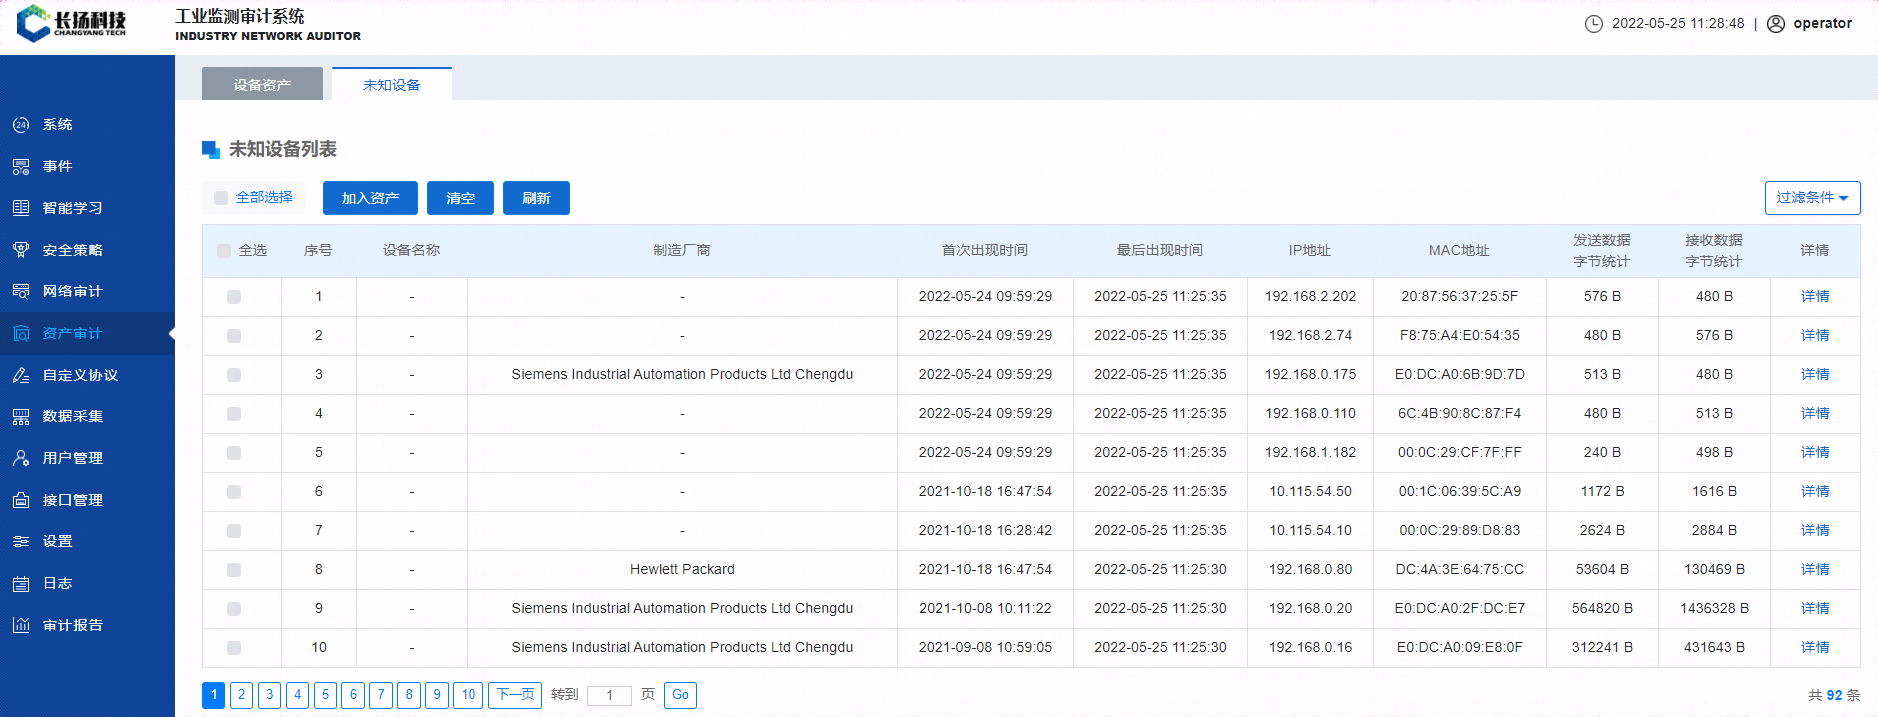 长扬科技
CHANGYANG TECH
工业监测审计系统
INDUSTRY NETWORK AUDITOR
2022-05-25 11:28:48 | operator
设备资产 未知设备
系统
事件
智能学习
安全策略
网络审计
资产审计
自定义协议
数据采集
用户管理
接口管理
设置
日志
审计报告
未知设备列表
全部选择 加入资产 清空 刷新 过滤条件
全选 序号 设备名称 制造厂商 首次出现时间 最后出现时间 IP地址 MAC地址 发送数据字节统计 接收数据字节统计 详情
1 - - 2022-05-24 09:59:29 2022-05-25 11:25:35 192.168.2.202 20:87:56:37:25:5F 576 B 480 B 详情
2 - - 2022-05-24 09:59:29 2022-05-25 11:25:35 192.168.2.74 F8:75:A4:E0:54:35 480 B 576 B 详情
3 - Siemens Industrial Automation Products Ltd Chengdu 2022-05-24 09:59:29 2022-05-25 11:25:35 192.168.0.175 E0:DC:A0:6B:9D:7D 513 B 480 B 详情
4 - - 2022-05-24 09:59:29 2022-05-25 11:25:35 192.168.0.110 6C:4B:90:8C:87:F4 480 B 513 B 详情
5 - - 2022-05-24 09:59:29 2022-05-25 11:25:35 192.168.1.182 00:0C:29:CF:7F:FF 240 B 498 B 详情
6 - - 2021-10-18 16:47:54 2022-05-25 11:25:35 10.115.54.50 00:1C:06:39:5C:A9 1172 B 1616 B 详情
7 - - 2021-10-18 16:28:42 2022-05-25 11:25:35 10.115.54.10 00:0C:29:89:D8:83 2624 B 2884 B 详情
8 - Hewlett Packard 2021-10-18 16:47:54 2022-05-25 11:25:30 192.168.0.80 DC:4A:3E:64:75:CC 53604 B 130469 B 详情
9 - Siemens Industrial Automation Products Ltd Chengdu 2021-10-08 10:11:22 2022-05-25 11:25:30 192.168.0.20 E0:DC:A0:2F:DC:E7 564820 B 1436328 B 详情
10 - Siemens Industrial Automation Products Ltd Chengdu 2021-09-08 10:59:05 2022-05-25 11:25:30 192.168.0.16 E0:DC:A0:09:E8:0F 312241 B 431643 B 详情
1 2 3 4 5 6 7 8 9 10 下一页 转到 1 页 Go 共 92 条